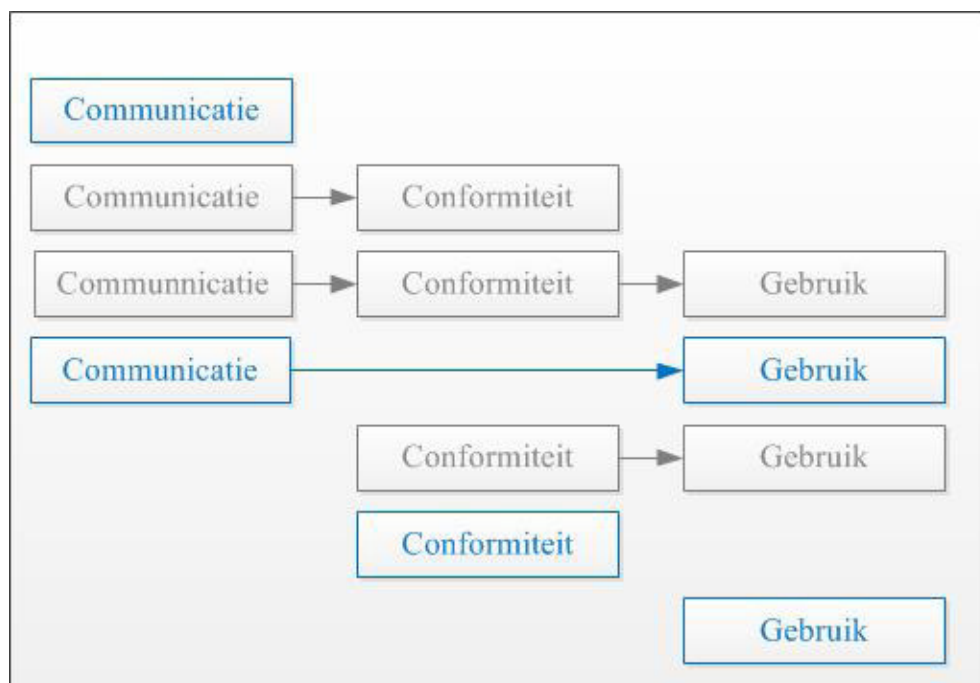 Communicatie
Communicatie Conformiteit
Communnicatie Conformiteit Gebruik
Communicatie Gebruik
Conformiteit Gebruik
Conformiteit
Gebruik